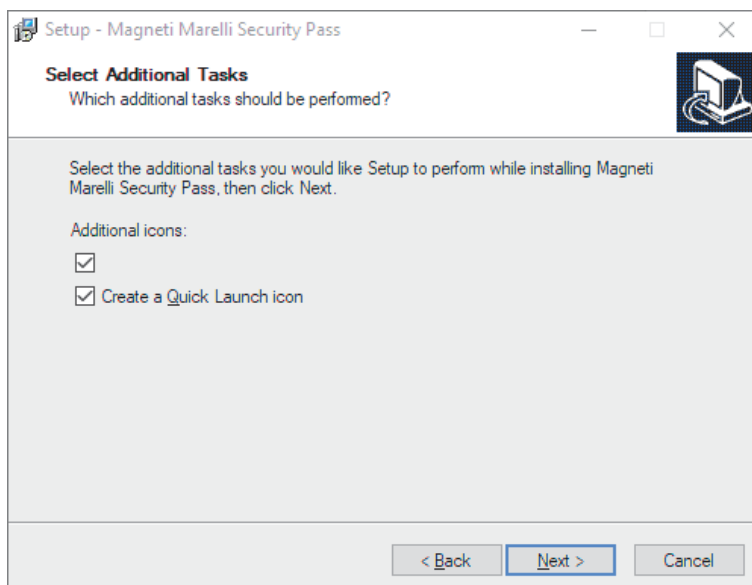 Setup - Magneti Marelli Security Pass
Select Additional Tasks
Which additional tasks should be performed?
Select the additional tasks you would like Setup to perform while installing Magneti
Marelli Security Pass, then click Next.
Additional icons:
Create a Quick Launch icon
< Back Next > Cancel